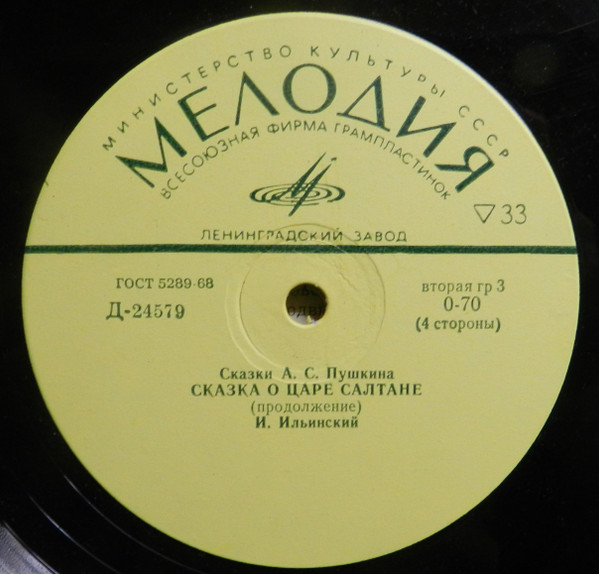 МИНИСТЕРСТВО КУЛЬТУРЫ СССР
МЕЛОДИЯ
ВСЕСОЮЗНАЯ ФИРМА ГРАМПЛАСТИНОК
ЛЕНИНГРАДСКИЙ ЗАВОД
▽33
ГОСТ 5289-68
Д-24579
вторая гр 3
0-70
(4 стороны)
Сказки А. С. Пушкина
СКАЗКА О ЦАРЕ САЛТАНЕ
(продолжение)
И. Ильинский